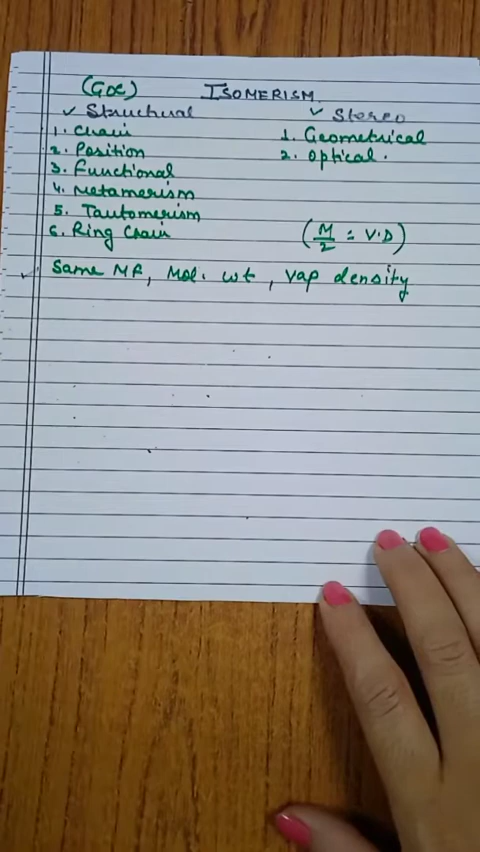 (GOC) ISOMERISM
✓ Structural ✓ Stereo
1. Chain 1. Geometrical
2. Position 2. Optical.
3. Functional
4. Metamerism
5. Tautomerism
6. Ring Chain (M/2 = V.D)
✓ Same MF, Mol. wt, vap density